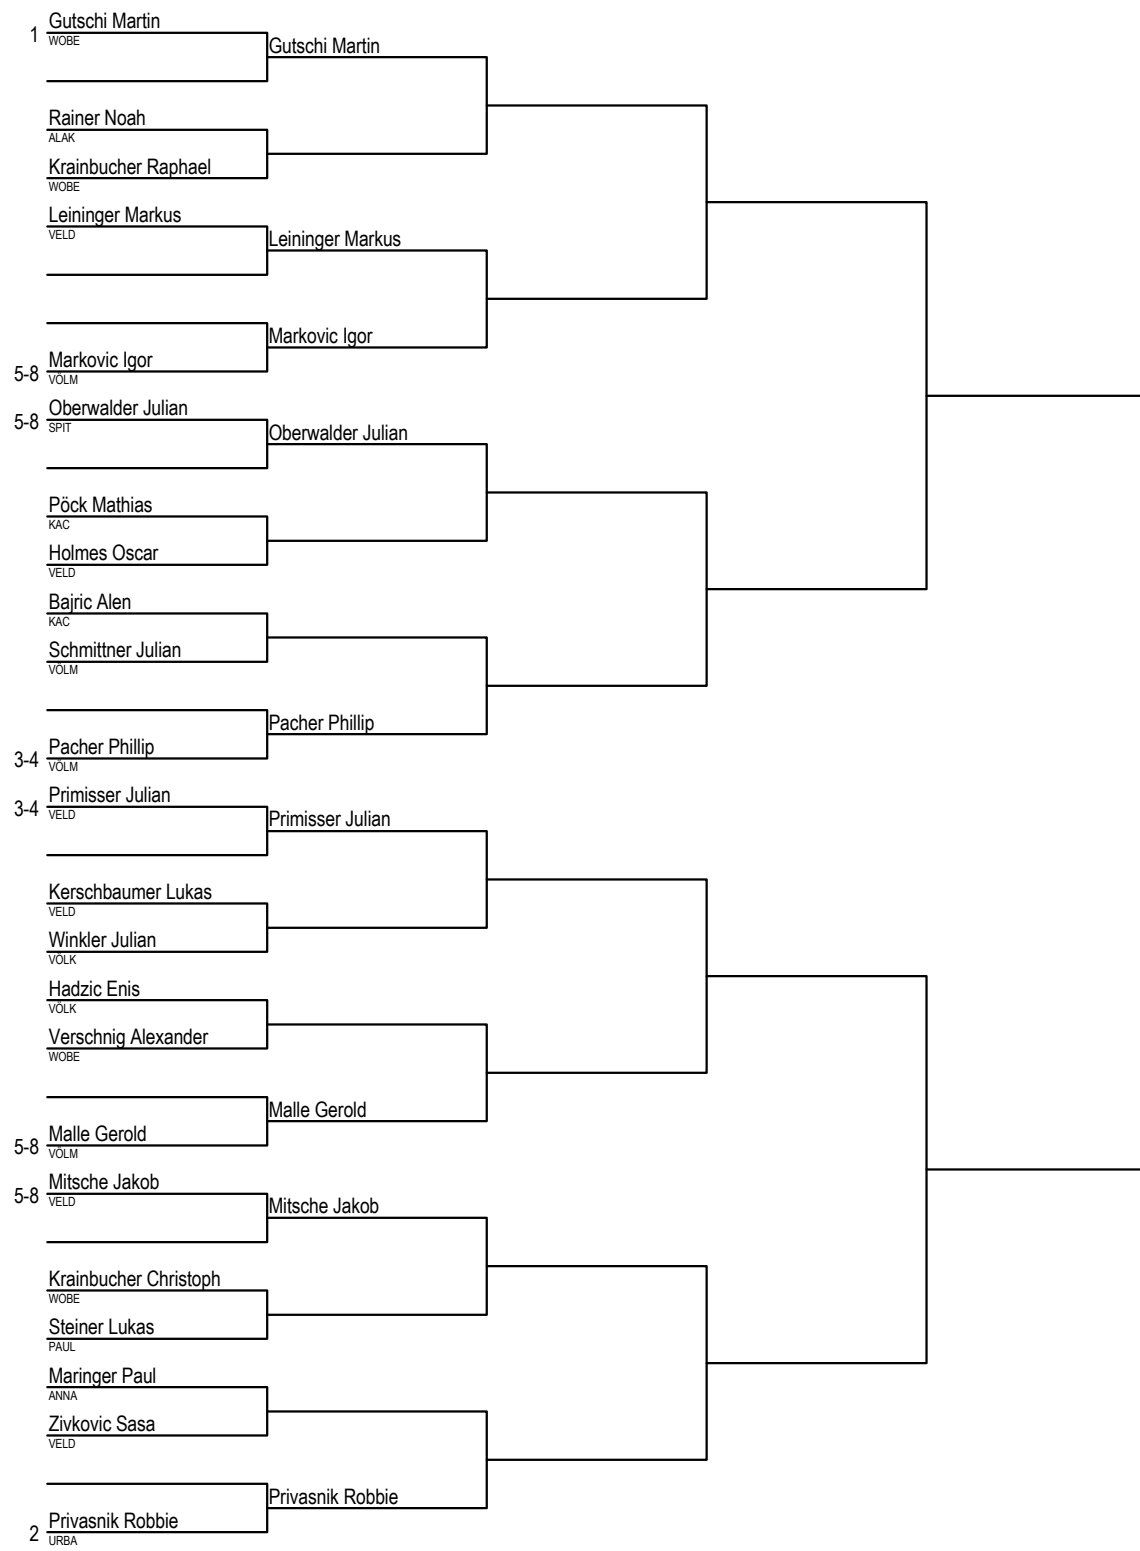 Gutschi Martin
1
WOBE
Gutschi Martin
Rainer Noah
ALAK
Krainbucher Raphael
WOBE
Leininger Markus
VELD
Leininger Markus
Markovic Igor
Markovic Igor
5-8
VÖLM
Oberwalder Julian
5-8
SPIT
Oberwalder Julian
Pöck Mathias
KAC
Holmes Oscar
VELD
Bajric Alen
KAC
Schmittner Julian
VÖLM
Pacher Phillip
Pacher Phillip
3-4
VÖLM
Primisser Julian
3-4
VELD
Primisser Julian
Kerschbaumer Lukas
VELD
Winkler Julian
VÖLK
Hadzic Enis
VÖLK
Verschnig Alexander
WOBE
Malle Gerold
Malle Gerold
5-8
VÖLM
Mitsche Jakob
5-8
VELD
Mitsche Jakob
Krainbucher Christoph
WOBE
Steiner Lukas
PAUL
Maringer Paul
ANNA
Zivkovic Sasa
VELD
Privasnik Robbie
Privasnik Robbie
2
URBA